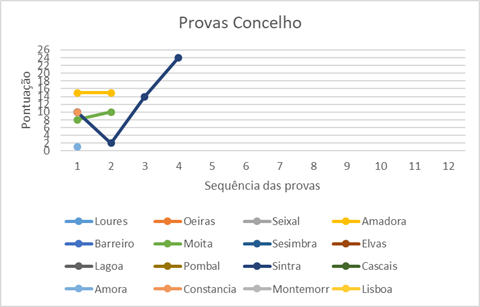 Provas Concelho
Pontuação
26
24
22
20
18
16
14
12
10
8
6
4
2
0
1 2 3 4 5 6 7 8 9 10 11 12
Sequência das provas
Loures Oeiras Seixal Amadora
Barreiro Moita Sesimbra Elvas
Lagoa Pombal Sintra Cascais
Amora Constancia Montemorr Lisboa